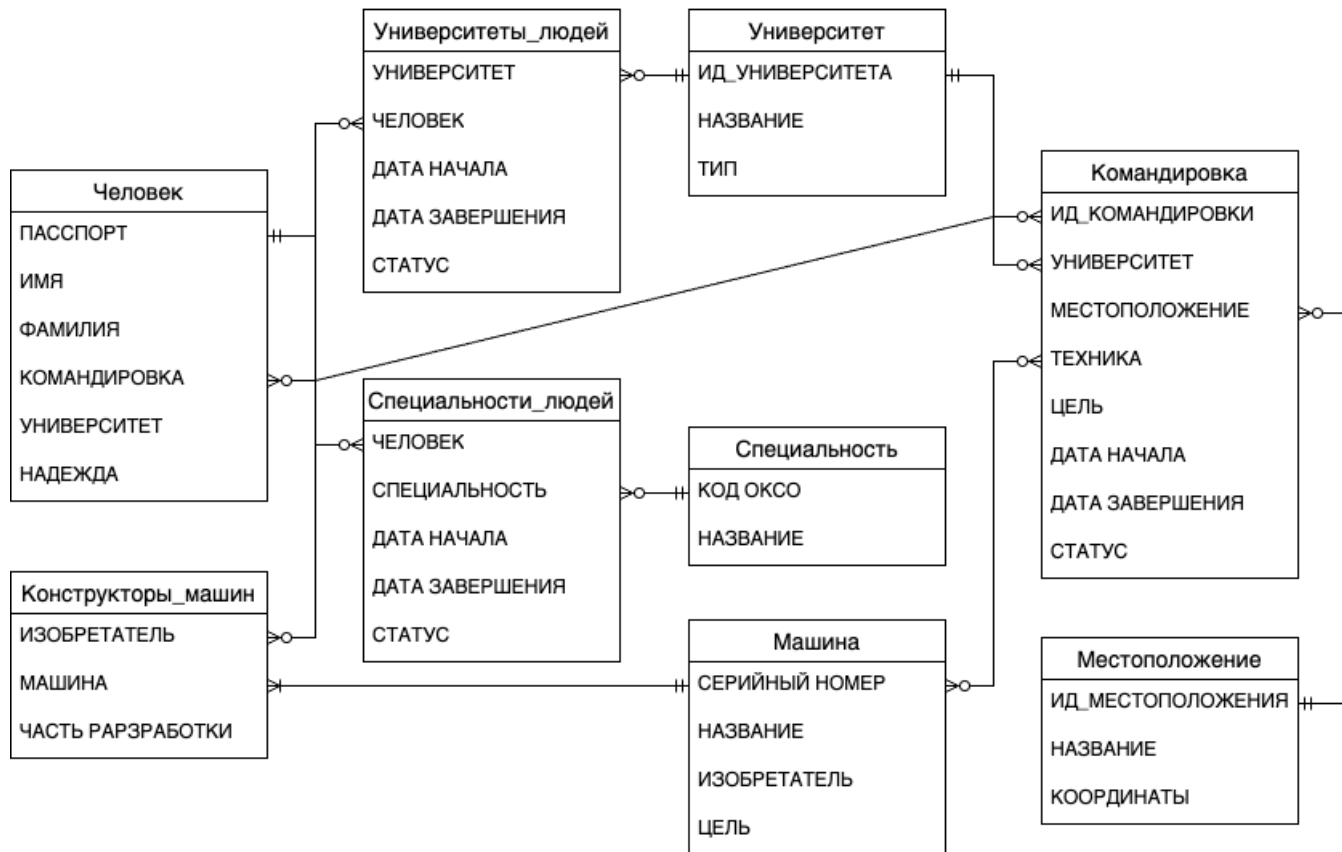 Университеты_людей
УНИВЕРСИТЕТ
ЧЕЛОВЕК
ДАТА НАЧАЛА
ДАТА ЗАВЕРШЕНИЯ
СТАТУС
Университет
ИД_УНИВЕРСИТЕТА
НАЗВАНИЕ
ТИП
Человек
ПАССПОРТ
ИМЯ
ФАМИЛИЯ
КОМАНДИРОВКА
УНИВЕРСИТЕТ
НАДЕЖДА
Командировка
ИД_КОМАНДИРОВКИ
УНИВЕРСИТЕТ
МЕСТОПОЛОЖЕНИЕ
ТЕХНИКА
ЦЕЛЬ
ДАТА НАЧАЛА
ДАТА ЗАВЕРШЕНИЯ
СТАТУС
Специальности_людей
ЧЕЛОВЕК
СПЕЦИАЛЬНОСТЬ
ДАТА НАЧАЛА
ДАТА ЗАВЕРШЕНИЯ
СТАТУС
Специальность
КОД ОКСО
НАЗВАНИЕ
Конструкторы_машин
ИЗОБРЕТАТЕЛЬ
МАШИНА
ЧАСТЬ РАРЗРАБОТКИ
Машина
СЕРИЙНЫЙ НОМЕР
НАЗВАНИЕ
ИЗОБРЕТАТЕЛЬ
ЦЕЛЬ
Местоположение
ИД_МЕСТОПОЛОЖЕНИЯ
НАЗВАНИЕ
КООРДИНАТЫ